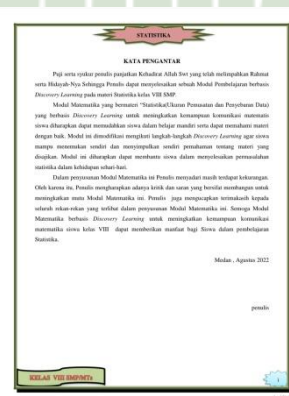 STATISTIKA
KATA PENGANTAR
Puji serta syukur penulis panjatkan Kehadirat Allah Swt yang telah melimpahkan Rahmat
serta Hidayah-Nya Sehingga Penulis dapat menyelesaikan sebuah Modul Pembelajaran berbasis
Discovery Learning pada materi Statistika kelas VIII SMP.
Modul Matematika yang bermateri "Statistika(Ukuran Pemusatan dan Penyebaran Data)
yang berbasis Discovery Learning untuk meningkatkan kemampuan komunikasi matematis
siswa diharapkan dapat memudahkan siswa dalam belajar mandiri serta dapat memahami materi
dengan baik. Modul ini dimodifikasi mengikuti langkah-langkah Discovery Learning agar siswa
mampu menemukan sendiri dan menyimpulkan sendiri pemahaman tentang materi yang
disajikan. Modul ini diharapkan dapat membantu siswa dalam menyelesaikan permasalahan
statistika dalam kehidupan sehari-hari.
Dalam penyusunan Modul Matematika ini Penulis menyadari masih terdapat kekurangan.
Oleh karena itu, Penulis mengharapkan adanya kritik dan saran yang bersifat membangun untuk
meningkatkan mutu Modul Matematika ini. Penulis juga mengucapkan terimakasih kepada
seluruh rekan-rekan yang terlibat dalam penyusunan Modul Matematika ini. Semoga Modul
Matematika berbasis Discovery Learning untuk meningkatkan kemampuan komunikasi
matematika siswa kelas VIII dapat memberikan manfaat bagi Siswa dalam pembelajaran
Statistika.
Medan , Agustus 2022
penulis
KELAS VIII SMP/MTs
1